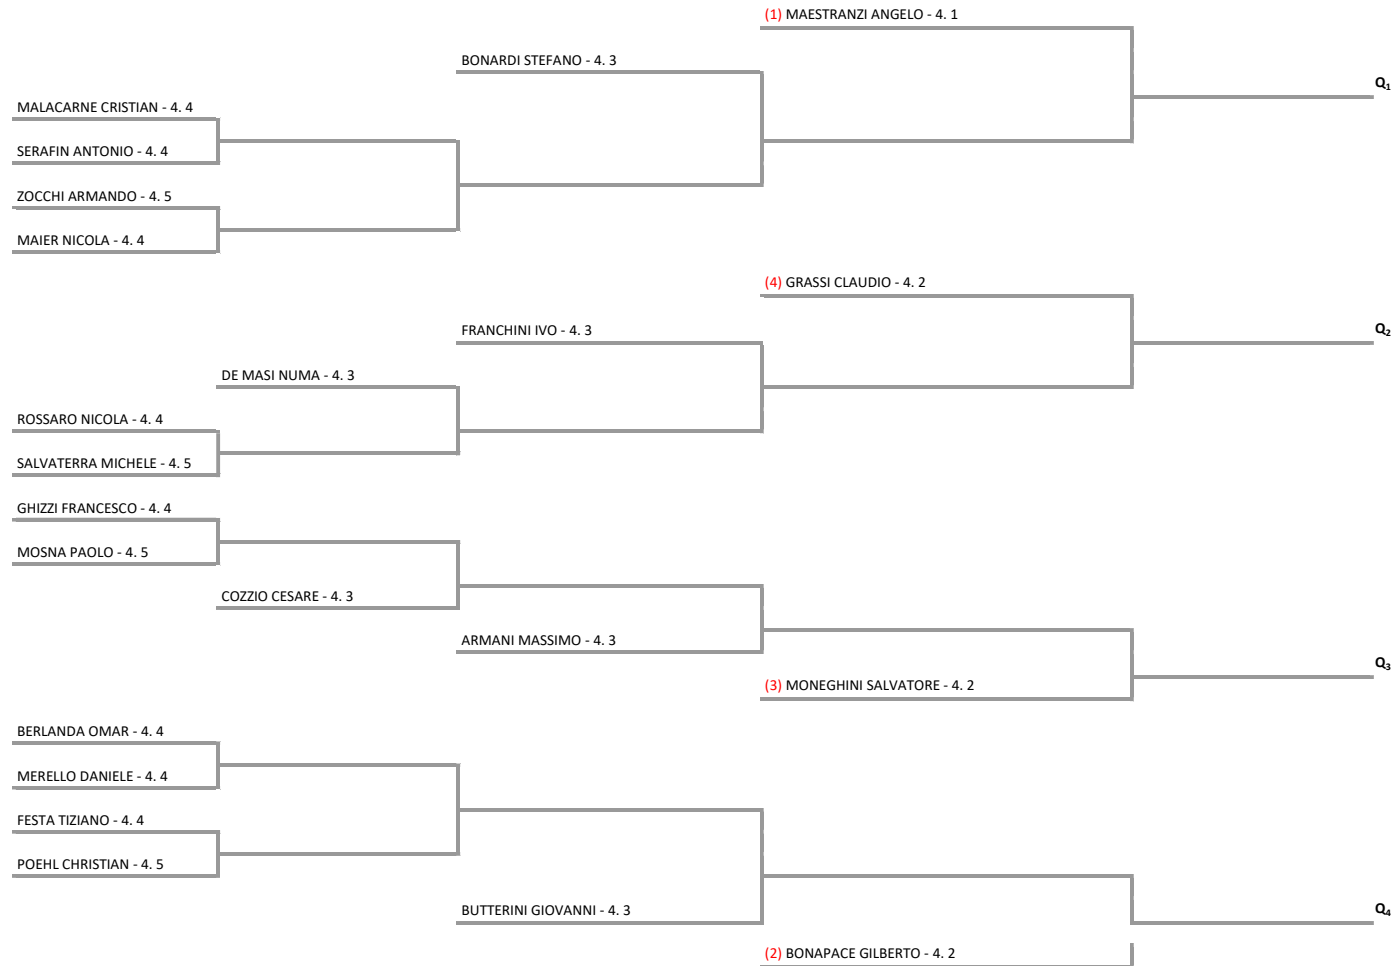 (1) MAESTRANZI ANGELO - 4. 1
BONARDI STEFANO - 4. 3
Q1
MALACARNE CRISTIAN - 4. 4
SERAFIN ANTONIO - 4. 4
ZOCCHI ARMANDO - 4. 5
MAIER NICOLA - 4. 4
(4) GRASSI CLAUDIO - 4. 2
FRANCHINI IVO - 4. 3
Q2
DE MASI NUMA - 4. 3
ROSSARO NICOLA - 4. 4
SALVATERRA MICHELE - 4. 5
GHIZZI FRANCESCO - 4. 4
MOSNA PAOLO - 4. 5
COZZIO CESARE - 4. 3
ARMANI MASSIMO - 4. 3
Q3
(3) MONEGHINI SALVATORE - 4. 2
BERLANDA OMAR - 4. 4
MERELLO DANIELE - 4. 4
FESTA TIZIANO - 4. 4
POEHL CHRISTIAN - 4. 5
BUTTERINI GIOVANNI - 4. 3
Q4
(2) BONAPACE GILBERTO - 4. 2